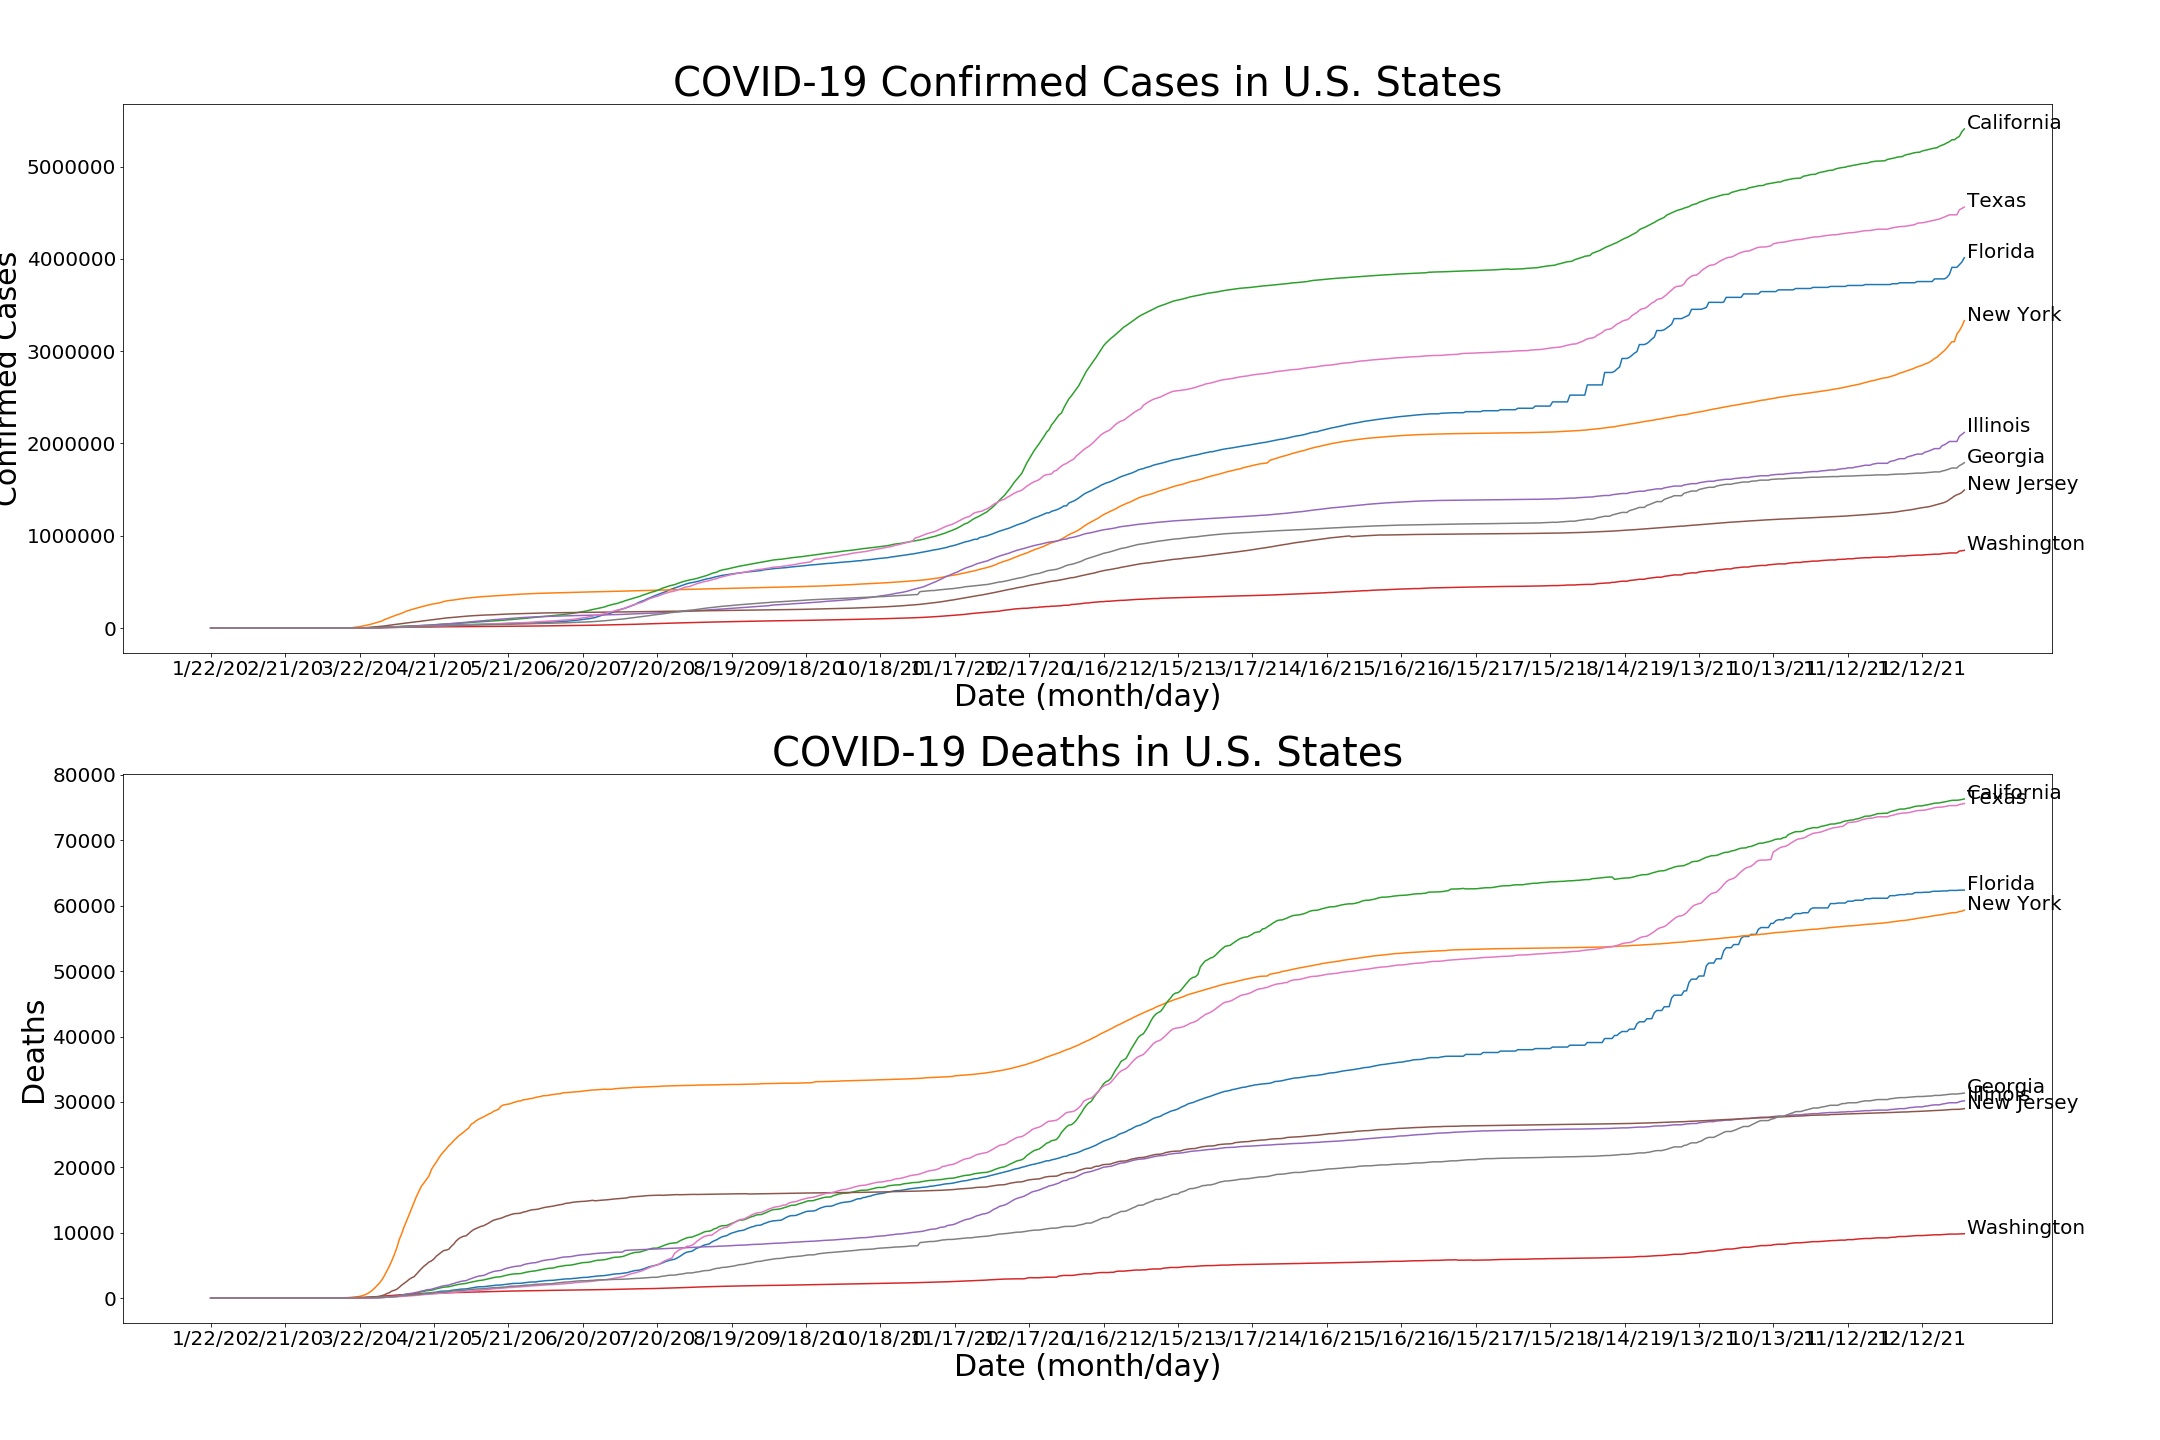 COVID-19 Confirmed Cases in U.S. States
Confirmed Cases
5000000
4000000
3000000
2000000
1000000
0
California
Texas
Florida
New York
Illinois
Georgia
New Jersey
Washington
1/22/20 2/21/20 3/22/20 4/21/20 5/21/20 6/20/20 7/20/20 8/19/20 9/18/20 10/18/20 11/17/20 12/17/20 1/16/21 2/15/21 3/17/21 4/16/21 5/16/21 6/15/21 7/15/21 8/14/21 9/13/21 10/13/21 11/12/21 12/12/21
Date (month/day)
COVID-19 Deaths in U.S. States
Deaths
80000
70000
60000
50000
40000
30000
20000
10000
0
California
Texas
Florida
New York
Georgia
Illinois
New Jersey
Washington
1/22/20 2/21/20 3/22/20 4/21/20 5/21/20 6/20/20 7/20/20 8/19/20 9/18/20 10/18/20 11/17/20 12/17/20 1/16/21 2/15/21 3/17/21 4/16/21 5/16/21 6/15/21 7/15/21 8/14/21 9/13/21 10/13/21 11/12/21 12/12/21
Date (month/day)